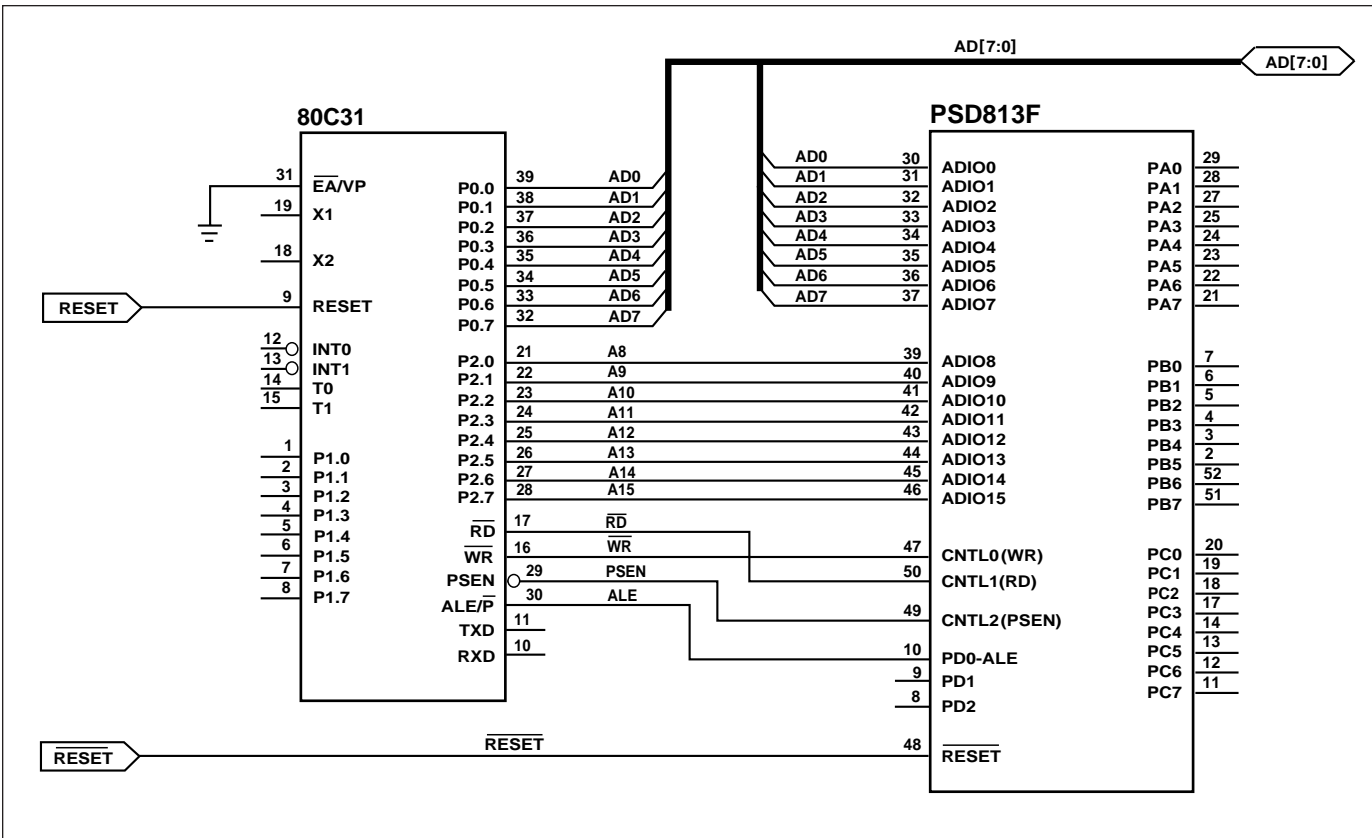 AD[7:0]
AD[7:0]
80C31
PSD813F
31 EA/VP
19 X1
18 X2
RESET
9 RESET
12 INT0
13 INT1
14 T0
15 T1
1 P1.0
2 P1.1
3 P1.2
4 P1.3
5 P1.4
6 P1.5
7 P1.6
8 P1.7
P0.0 39 AD0
P0.1 38 AD1
P0.2 37 AD2
P0.3 36 AD3
P0.4 35 AD4
P0.5 34 AD5
P0.6 33 AD6
P0.7 32 AD7
P2.0 21 A8
P2.1 22 A9
P2.2 23 A10
P2.3 24 A11
P2.4 25 A12
P2.5 26 A13
P2.6 27 A14
P2.7 28 A15
RD 17 RD
WR 16 WR
PSEN 29 PSEN
ALE/P 30 ALE
TXD 11
RXD 10
AD0 30 ADIO0
AD1 31 ADIO1
AD2 32 ADIO2
AD3 33 ADIO3
AD4 34 ADIO4
AD5 35 ADIO5
AD6 36 ADIO6
AD7 37 ADIO7
39 ADIO8
40 ADIO9
41 ADIO10
42 ADIO11
43 ADIO12
44 ADIO13
45 ADIO14
46 ADIO15
47 CNTL0(WR)
50 CNTL1(RD)
49 CNTL2(PSEN)
10 PD0-ALE
9 PD1
8 PD2
48 RESET
PA0 29
PA1 28
PA2 27
PA3 25
PA4 24
PA5 23
PA6 22
PA7 21
PB0 7
PB1 6
PB2 5
PB3 4
PB4 3
PB5 2
PB6 52
PB7 51
PC0 20
PC1 19
PC2 18
PC3 17
PC4 14
PC5 13
PC6 12
PC7 11
RESET
RESET